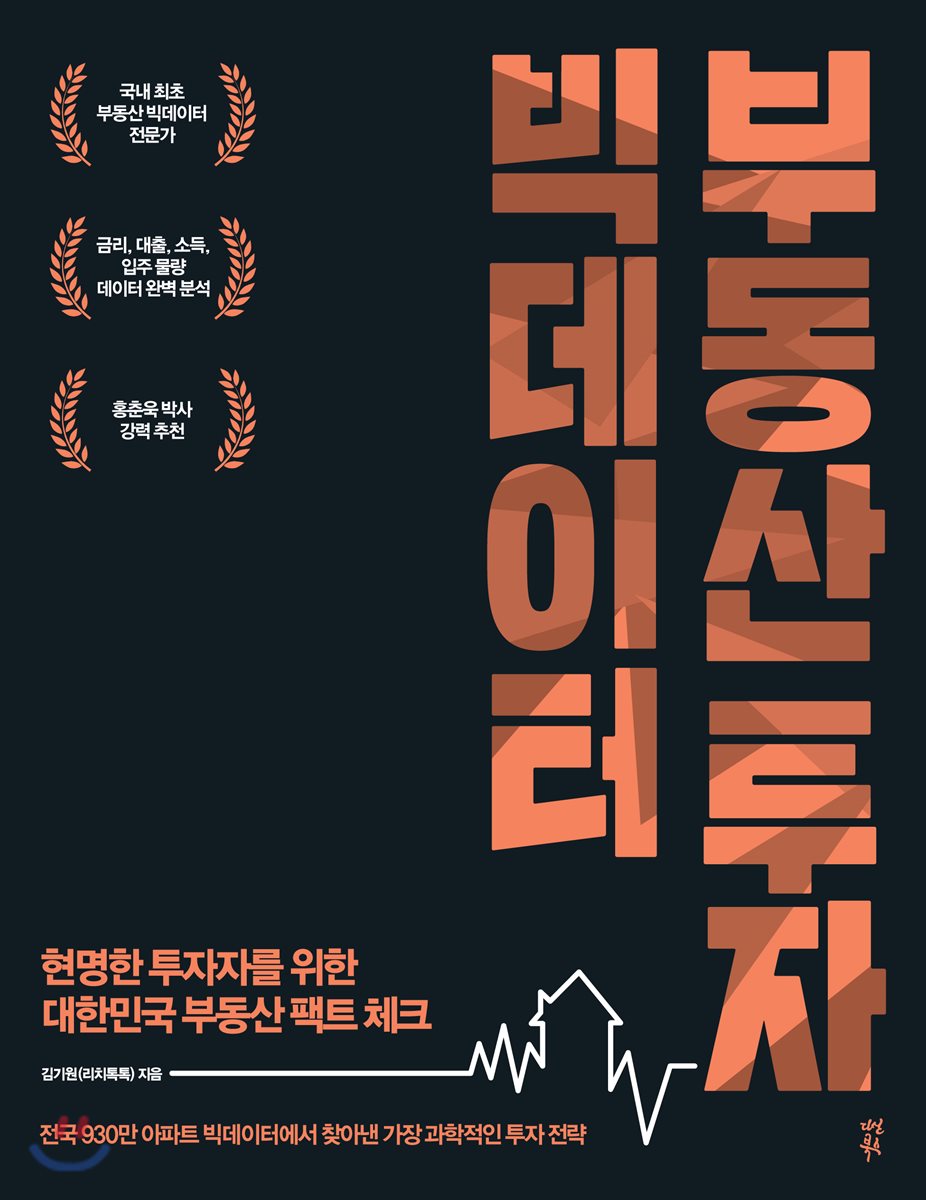 부동산 투자
빅데이터
국내 최초
부동산 빅데이터
전문가
금리, 대출, 소득,
입주 물량
데이터 완벽 분석
홍춘욱 박사
강력 추천
현명한 투자자를 위한
대한민국 부동산 팩트 체크
김기원(리치톡톡) 지음
전국 930만 아파트 빅데이터에서 찾아낸 가장 과학적인 투자 전략
다산
북스